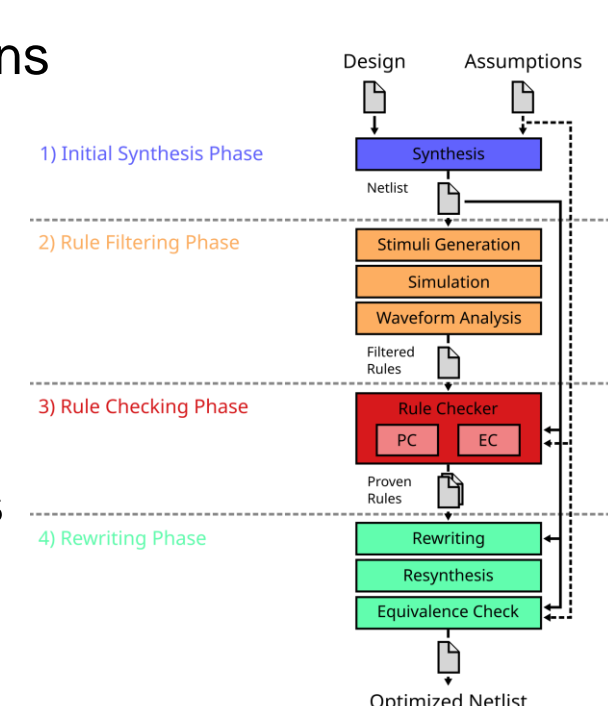 ns
Design
Assumptions
1) Initial Synthesis Phase
Synthesis
Netlist
2) Rule Filtering Phase
Stimuli Generation
Simulation
Waveform Analysis
Filtered
Rules
3) Rule Checking Phase
Rule Checker
PC
EC
Proven
Rules
s
4) Rewriting Phase
Rewriting
Resynthesis
Equivalence Check
Optimized Netlist